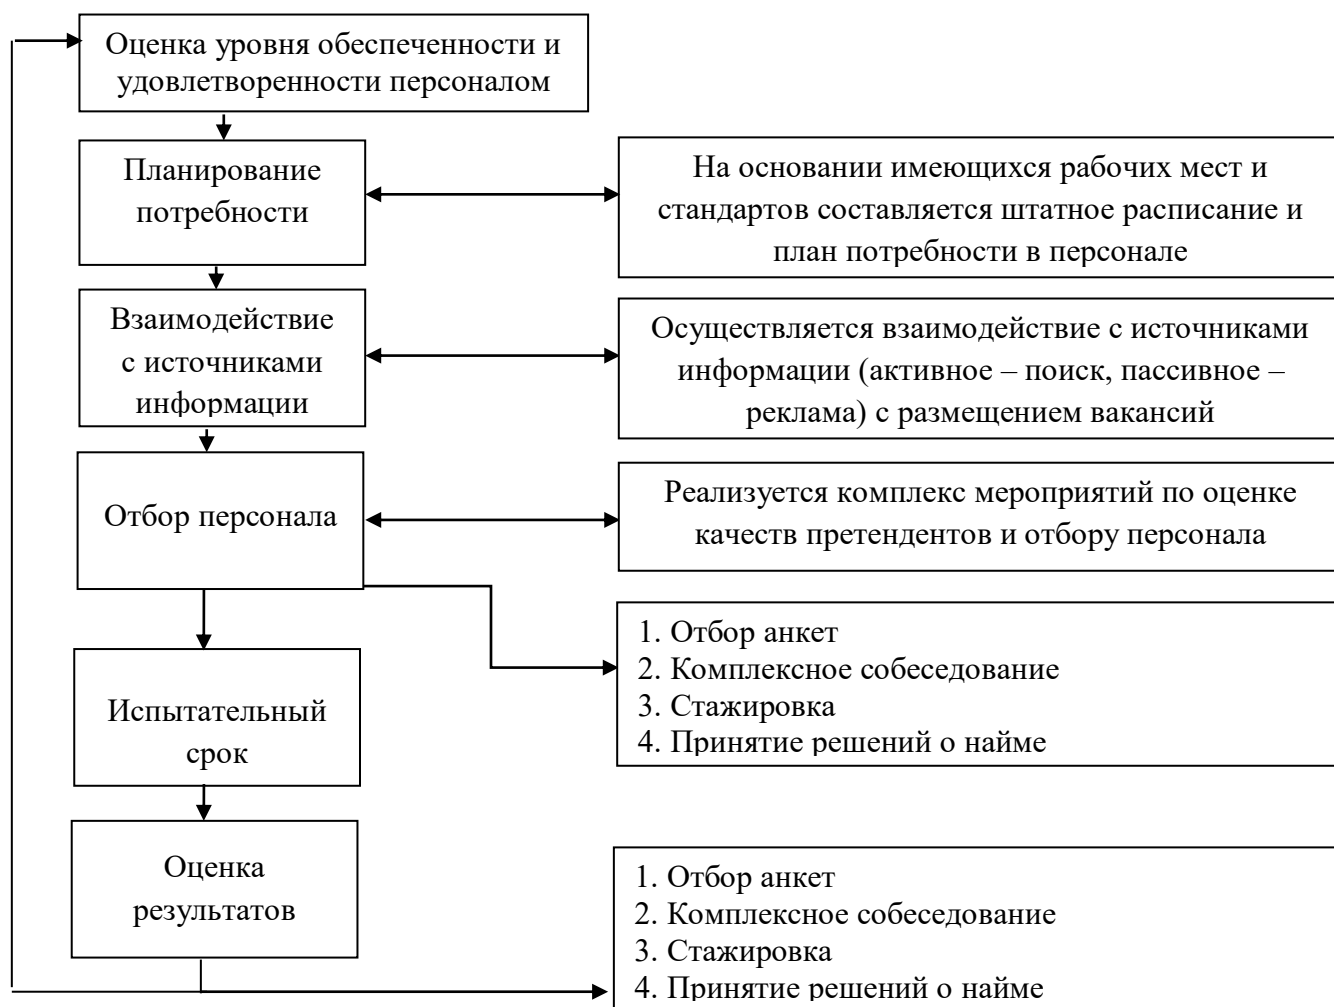 Оценка уровня обеспеченности и
удовлетворенности персоналом
Планирование
потребности
На основании имеющихся рабочих мест и
стандартов составляется штатное расписание и
план потребности в персонале
Взаимодействие
с источниками
информации
Осуществляется взаимодействие с источниками
информации (активное – поиск, пассивное –
реклама) с размещением вакансий
Отбор персонала
Реализуется комплекс мероприятий по оценке
качеств претендентов и отбору персонала
1. Отбор анкет
2. Комплексное собеседование
3. Стажировка
4. Принятие решений о найме
Испытательный
срок
Оценка
результатов
1. Отбор анкет
2. Комплексное собеседование
3. Стажировка
4. Принятие решений о найме